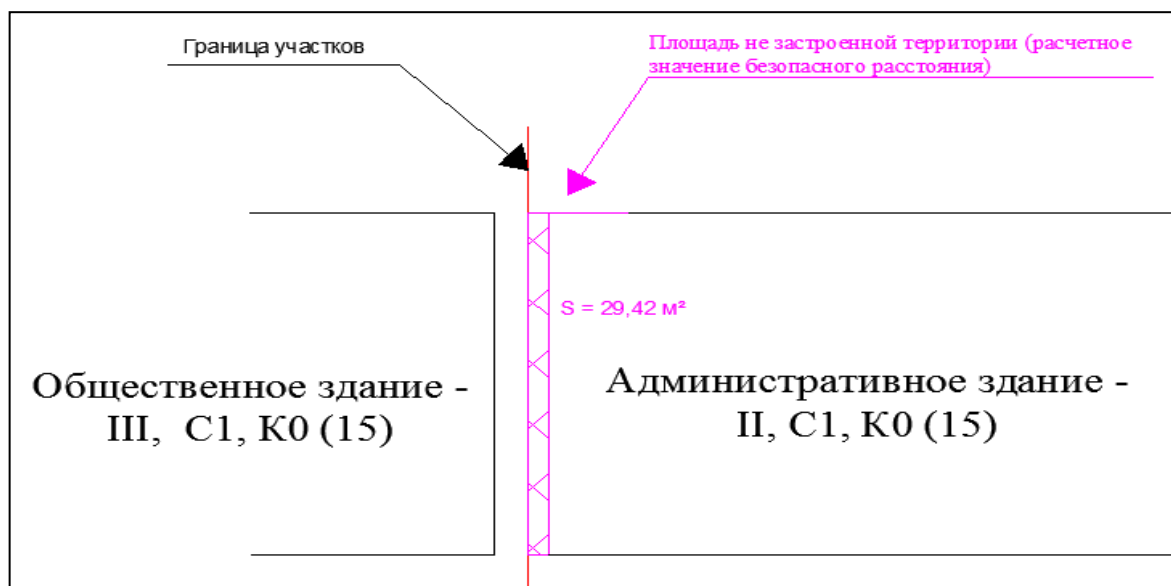 Граница участков
Площадь не застроенной территории (расчетное
значение безопасного расстояния)
S = 29,42 м²
Общественное здание -
III, С1, К0 (15)
Административное здание -
II, С1, К0 (15)